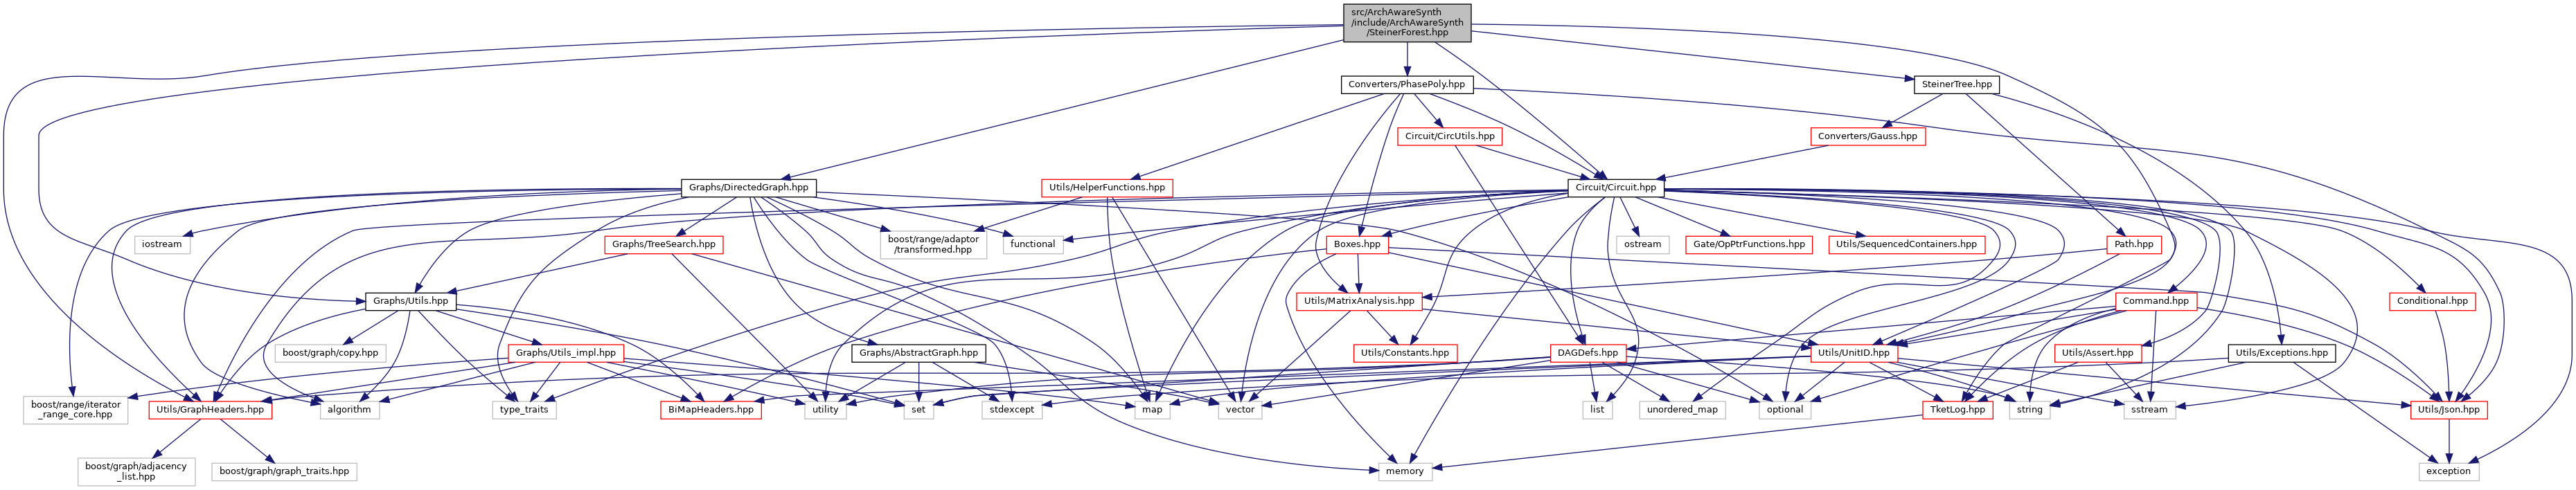 src/ArchAwareSynth
/include/ArchAwareSynth
/SteinerForest.hpp
Converters/PhasePoly.hpp
SteinerTree.hpp
Circuit/CircUtils.hpp
Converters/Gauss.hpp
Graphs/DirectedGraph.hpp
Utils/HelperFunctions.hpp
Circuit/Circuit.hpp
iostream
Graphs/TreeSearch.hpp
boost/range/adaptor
/transformed.hpp
functional
Boxes.hpp
ostream
Gate/OpPtrFunctions.hpp
Utils/SequencedContainers.hpp
Path.hpp
Graphs/Utils.hpp
Utils/MatrixAnalysis.hpp
Command.hpp
Conditional.hpp
boost/graph/copy.hpp
Graphs/Utils_impl.hpp
Graphs/AbstractGraph.hpp
Utils/Constants.hpp
DAGDefs.hpp
Utils/UnitID.hpp
Utils/Assert.hpp
Utils/Exceptions.hpp
boost/range/iterator
_range_core.hpp
Utils/GraphHeaders.hpp
algorithm
type_traits
BiMapHeaders.hpp
utility
set
stdexcept
map
vector
list
unordered_map
optional
TketLog.hpp
string
sstream
Utils/Json.hpp
boost/graph/adjacency
_list.hpp
boost/graph/graph_traits.hpp
memory
exception